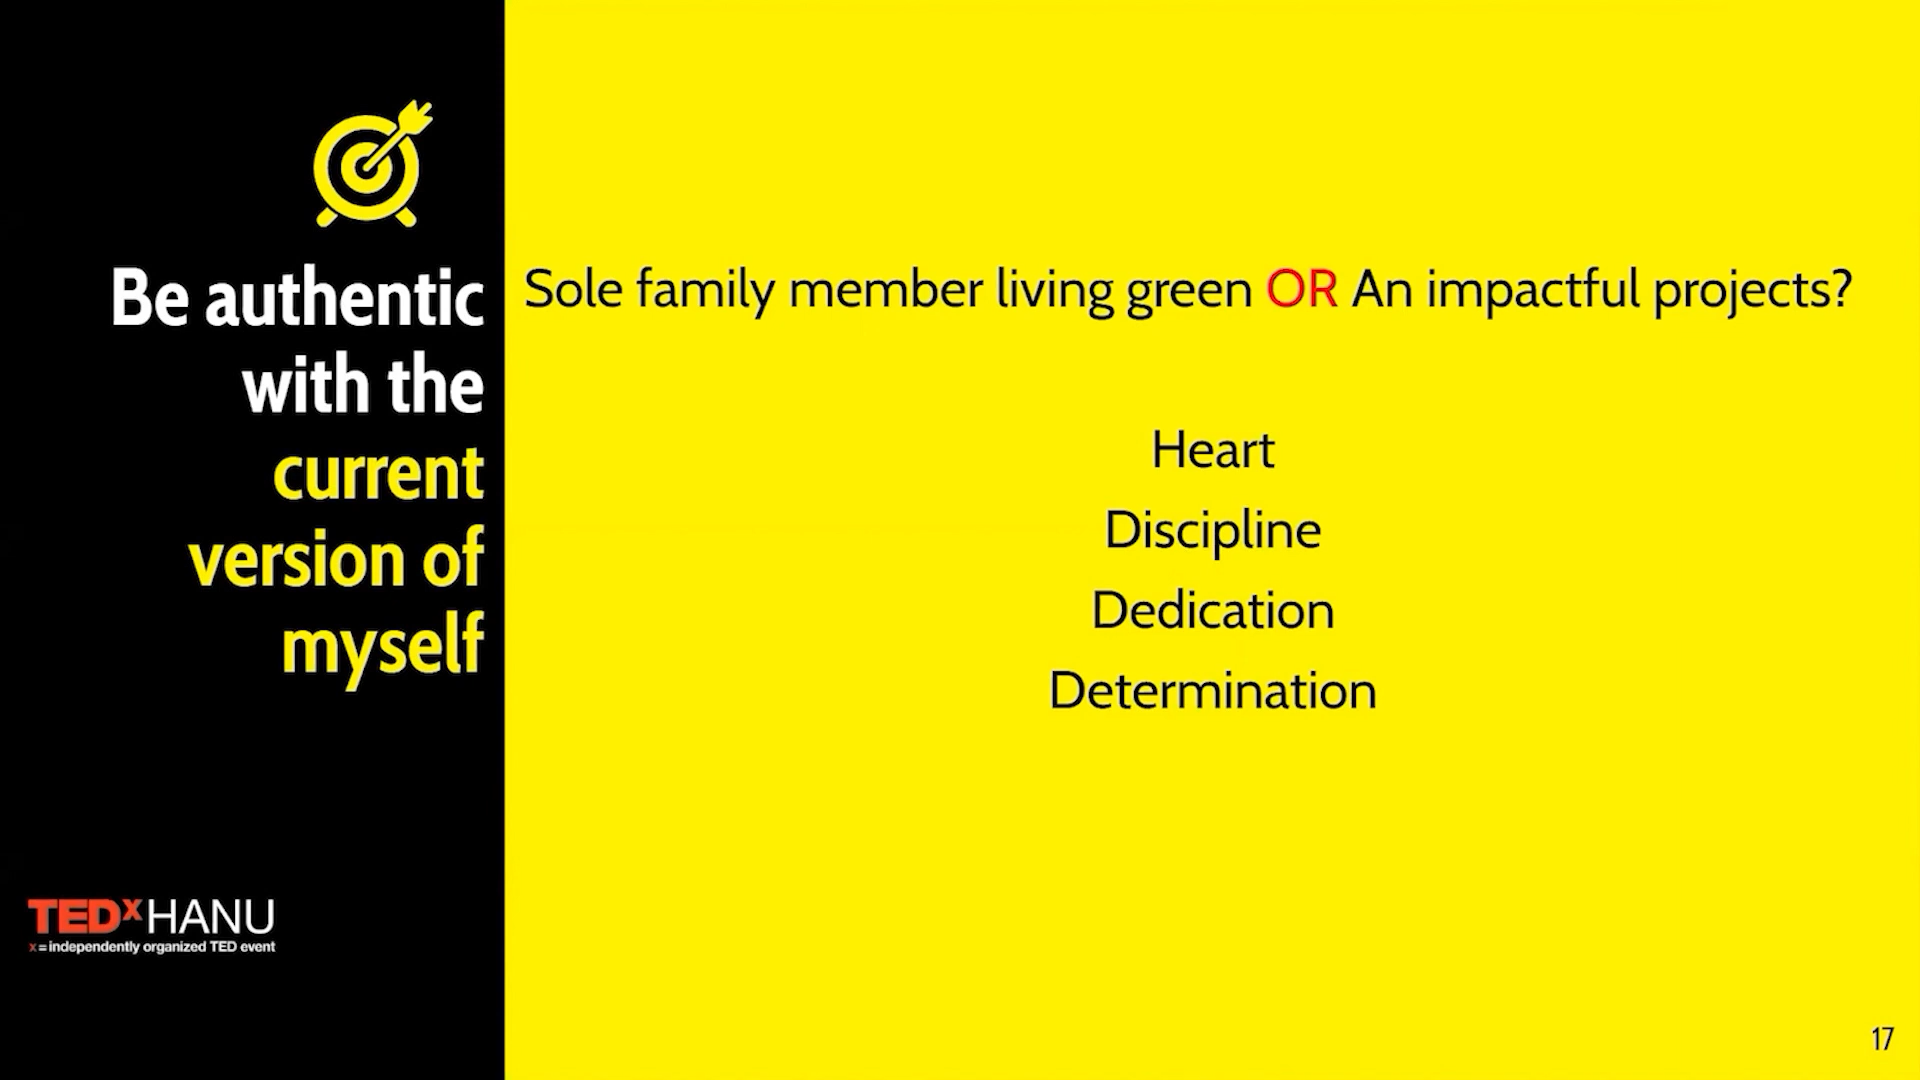 Be authentic
with the
current
version of
myself
Sole family member living green OR An impactful projects?
Heart
Discipline
Dedication
Determination
TEDxHANU
x = independently organized TED event
17